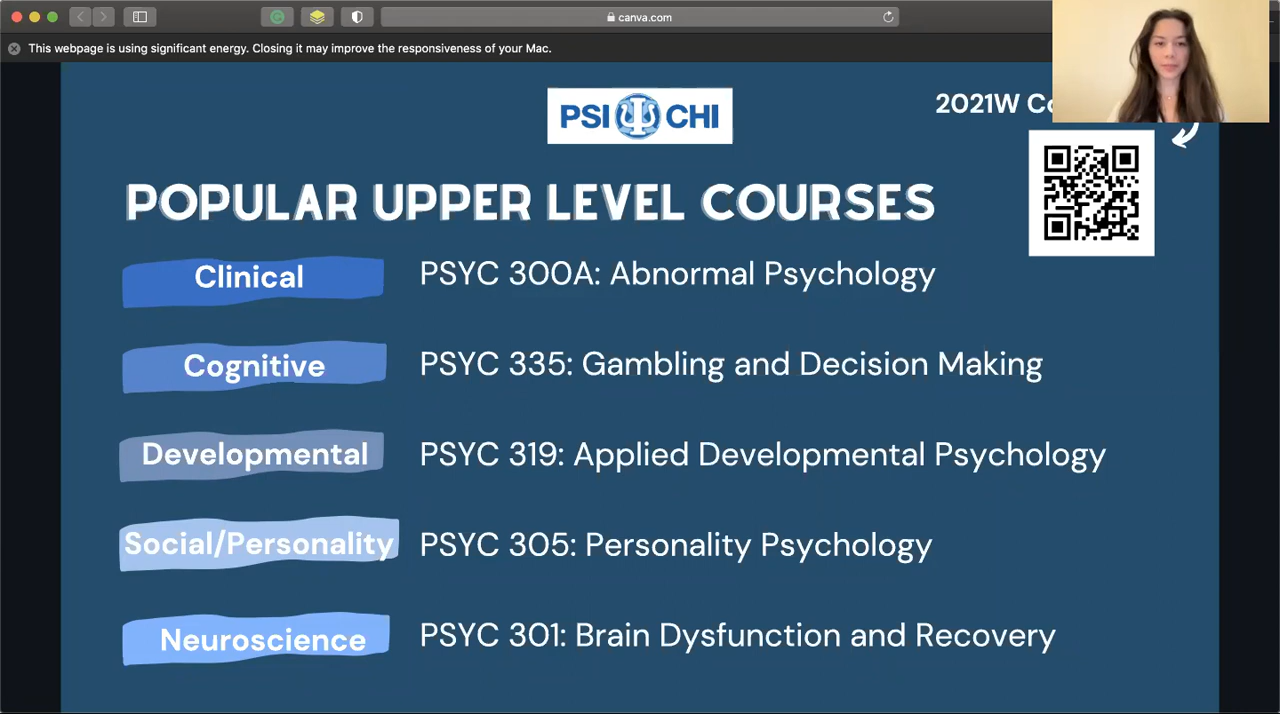 canva.com
This webpage is using significant energy. Closing it may improve the responsiveness of your Mac.
PSI CHI
2021W
POPULAR UPPER LEVEL COURSES
Clinical PSYC 300A: Abnormal Psychology
Cognitive PSYC 335: Gambling and Decision Making
Developmental PSYC 319: Applied Developmental Psychology
Social/Personality PSYC 305: Personality Psychology
Neuroscience PSYC 301: Brain Dysfunction and Recovery